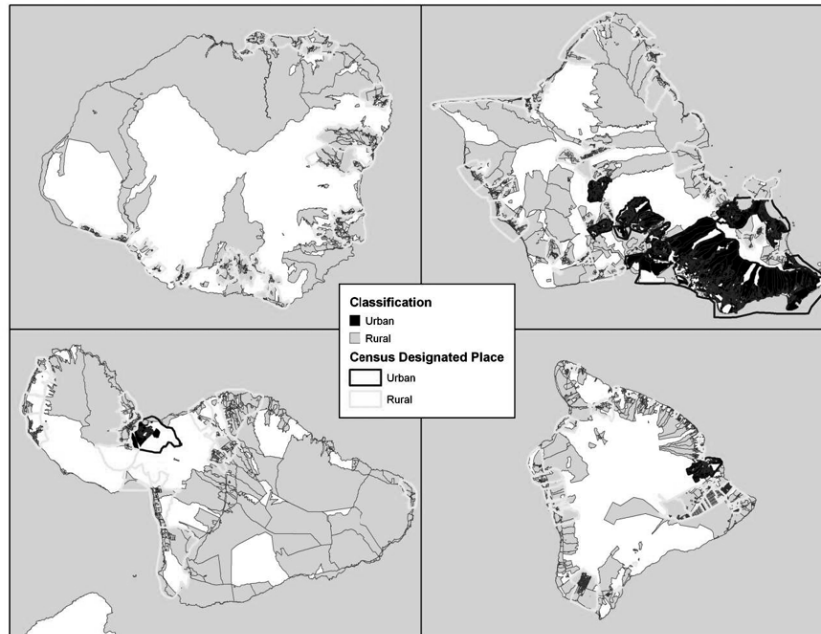 Classification
Urban
Rural
Census Designated Place
Urban
Rural